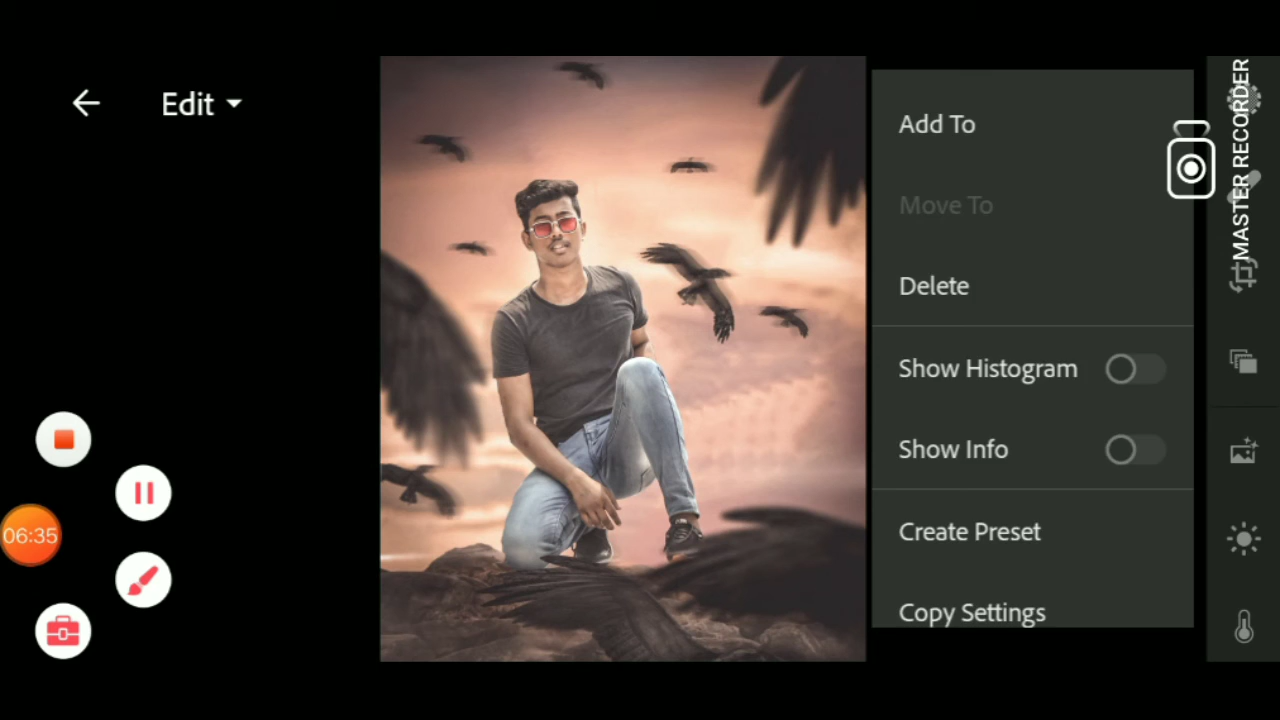 Edit
Add To
Move To
Delete
Show Histogram
Show Info
Create Preset
Copy Settings
MASTER RECORDER
06:35